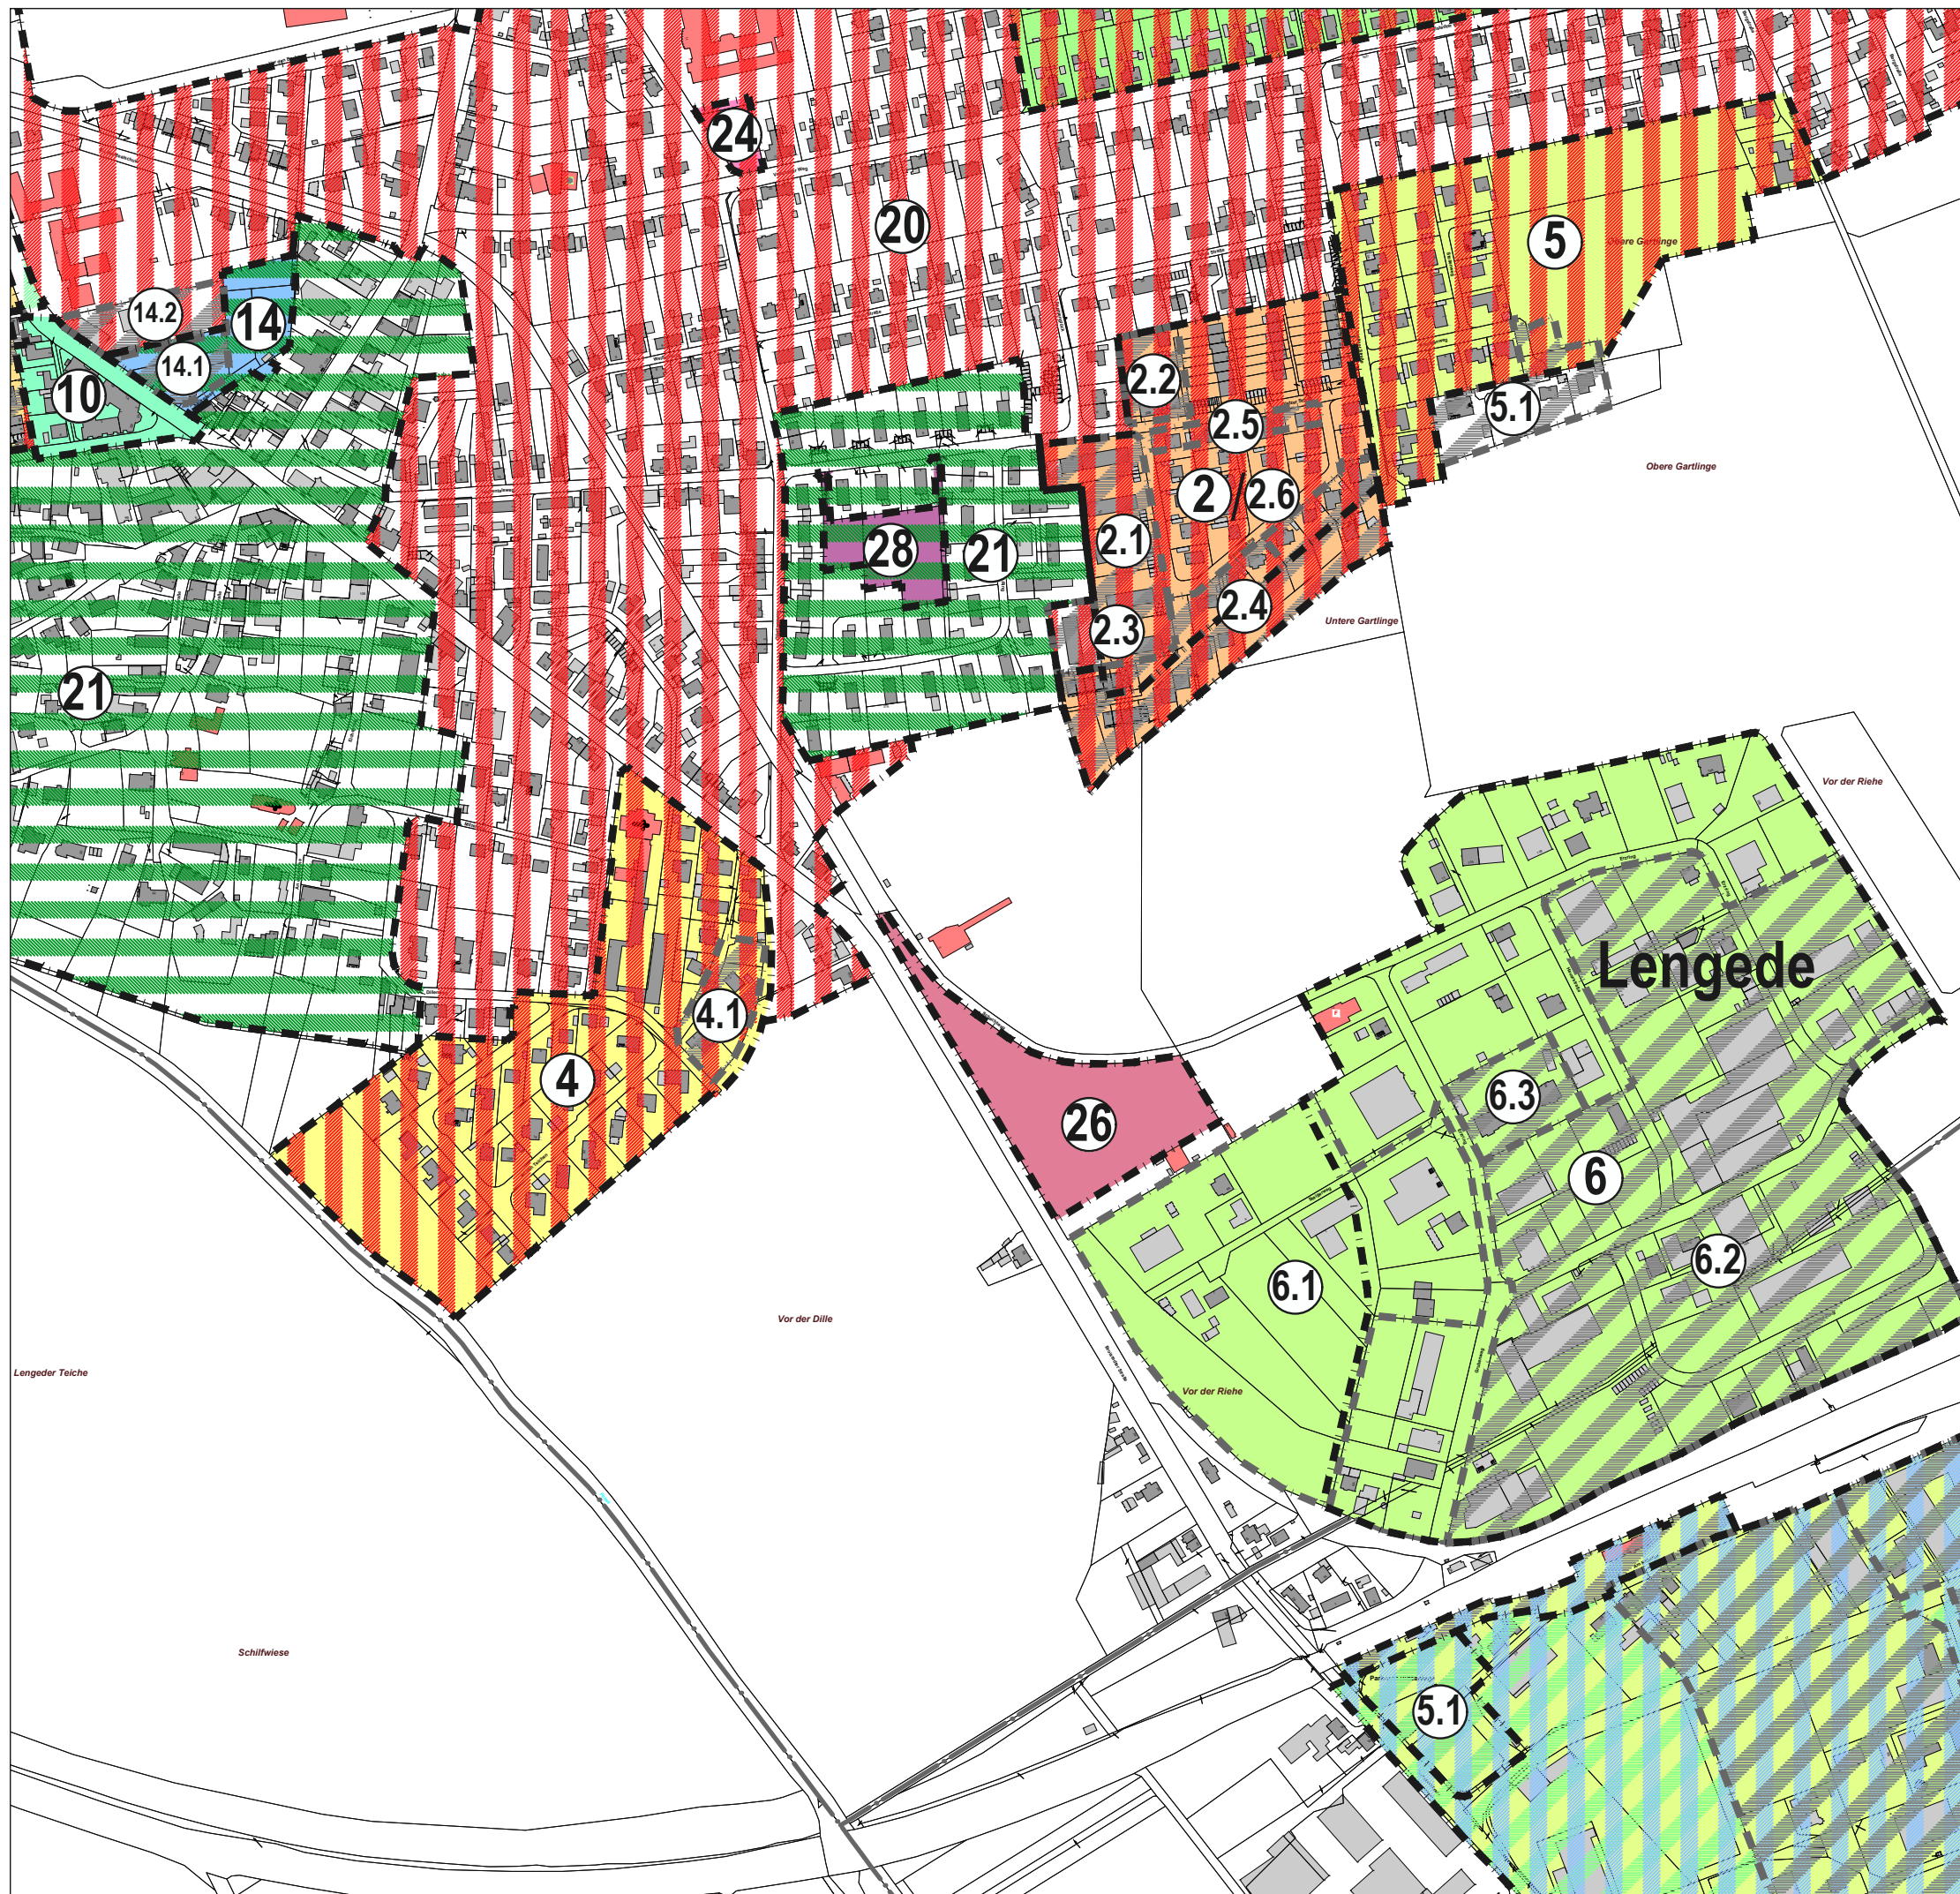 24
20
5
Obere Gartlinge
14.2
14
14.1
10
2.2
2.5
5.1
Obere Gartlinge
2 / 2.6
28
21
2.1
2.4
2.3
Untere Gartlinge
21
Vor der Riehe
Lengede
4.1
4
26
6.3
6
6.2
6.1
Vor der Dille
Lengeder Teiche
Vor der Riehe
Schilfwiese
5.1